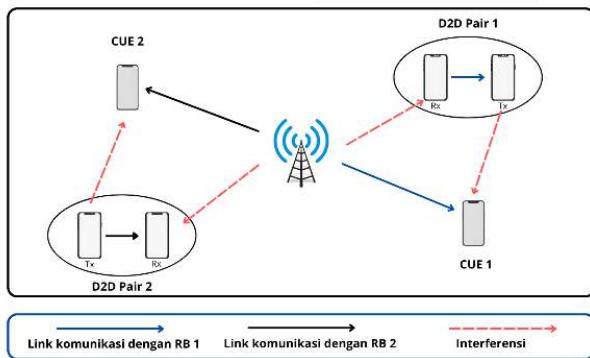 D2D Pair 1
CUE 2
Rx
Tx
Tx
Rx
CUE 1
D2D Pair 2
Link komunikasi dengan RB 1
Link komunikasi dengan RB 2
Interferensi